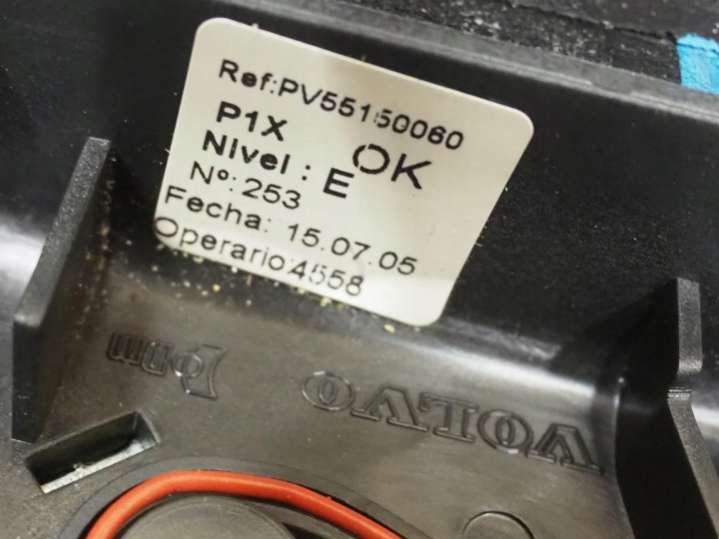 Ref:PV55150060
P1X OK
Nivel : E
Nº: 253
Fecha: 15.07.05
Operario:4558
VOLVO